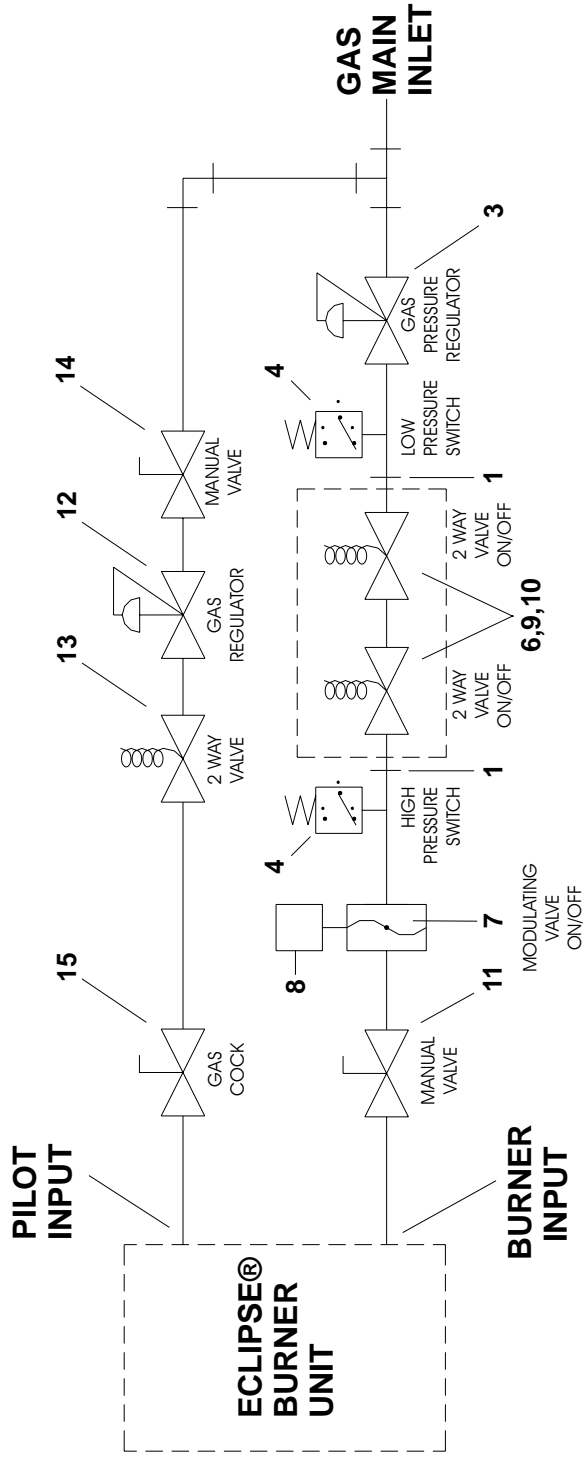 PILOT
INPUT
15
13
12
14
GAS
COCK
2 WAY
VALVE
GAS
REGULATOR
MANUAL
VALVE
ECLIPSE®
BURNER
UNIT
GAS
MAIN
INLET
8
4
4
MANUAL
VALVE
HIGH
PRESSURE
SWITCH
2 WAY
VALVE
ON/OFF
2 WAY
VALVE
ON/OFF
LOW
PRESSURE
SWITCH
GAS
PRESSURE
REGULATOR
BURNER
INPUT
11
7
MODULATING
VALVE
ON/OFF
1
6,9,10
1
3